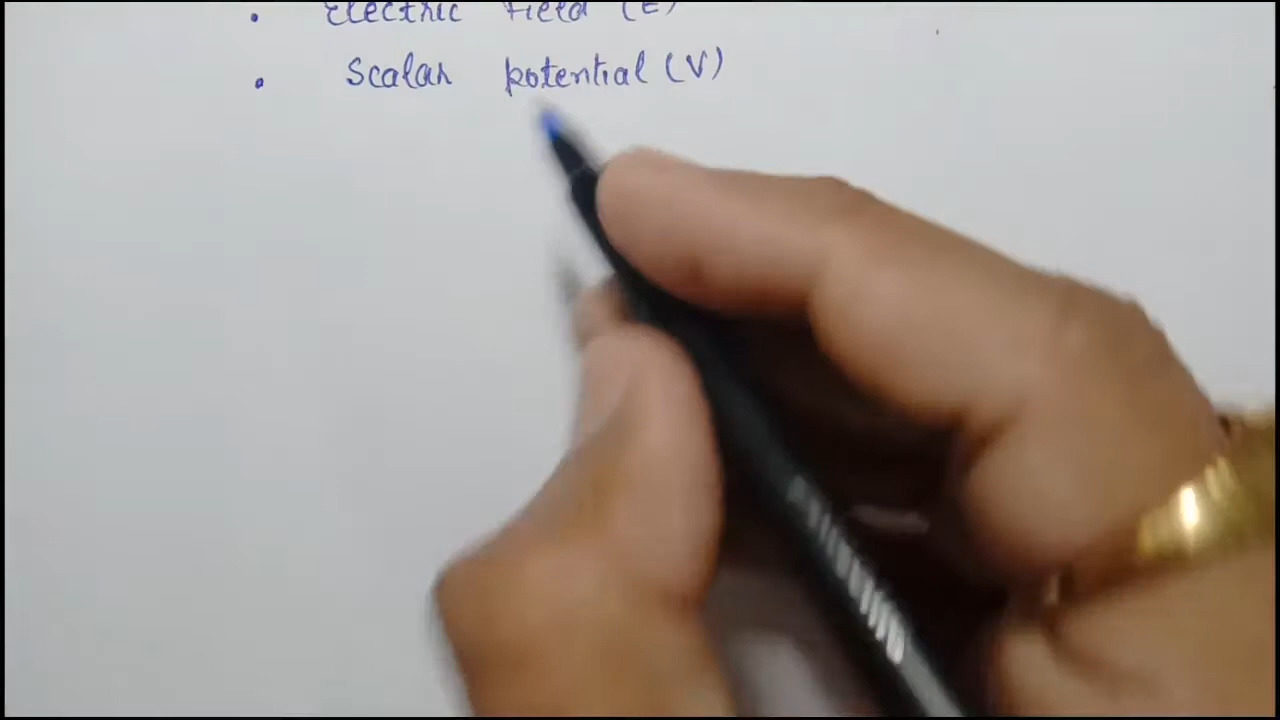 • Electric field (E)
• Scalar potential (V)